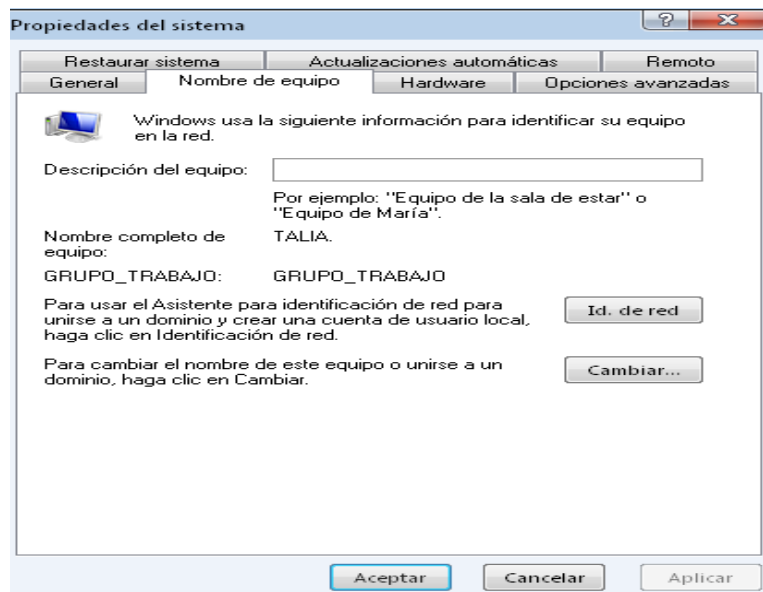 Propiedades del sistema
Restaurar sistema Actualizaciones automáticas Remoto
General Nombre de equipo Hardware Opciones avanzadas
Windows usa la siguiente información para identificar su equipo
en la red.
Descripción del equipo:
Por ejemplo: "Equipo de la sala de estar" o
"Equipo de María".
Nombre completo de
equipo:
TALIA.
GRUPO_TRABAJO: GRUPO_TRABAJO
Para usar el Asistente para identificación de red para
unirse a un dominio y crear una cuenta de usuario local,
haga clic en Identificación de red.
Id. de red
Para cambiar el nombre de este equipo o unirse a un
dominio, haga clic en Cambiar.
Cambiar...
Aceptar Cancelar Aplicar